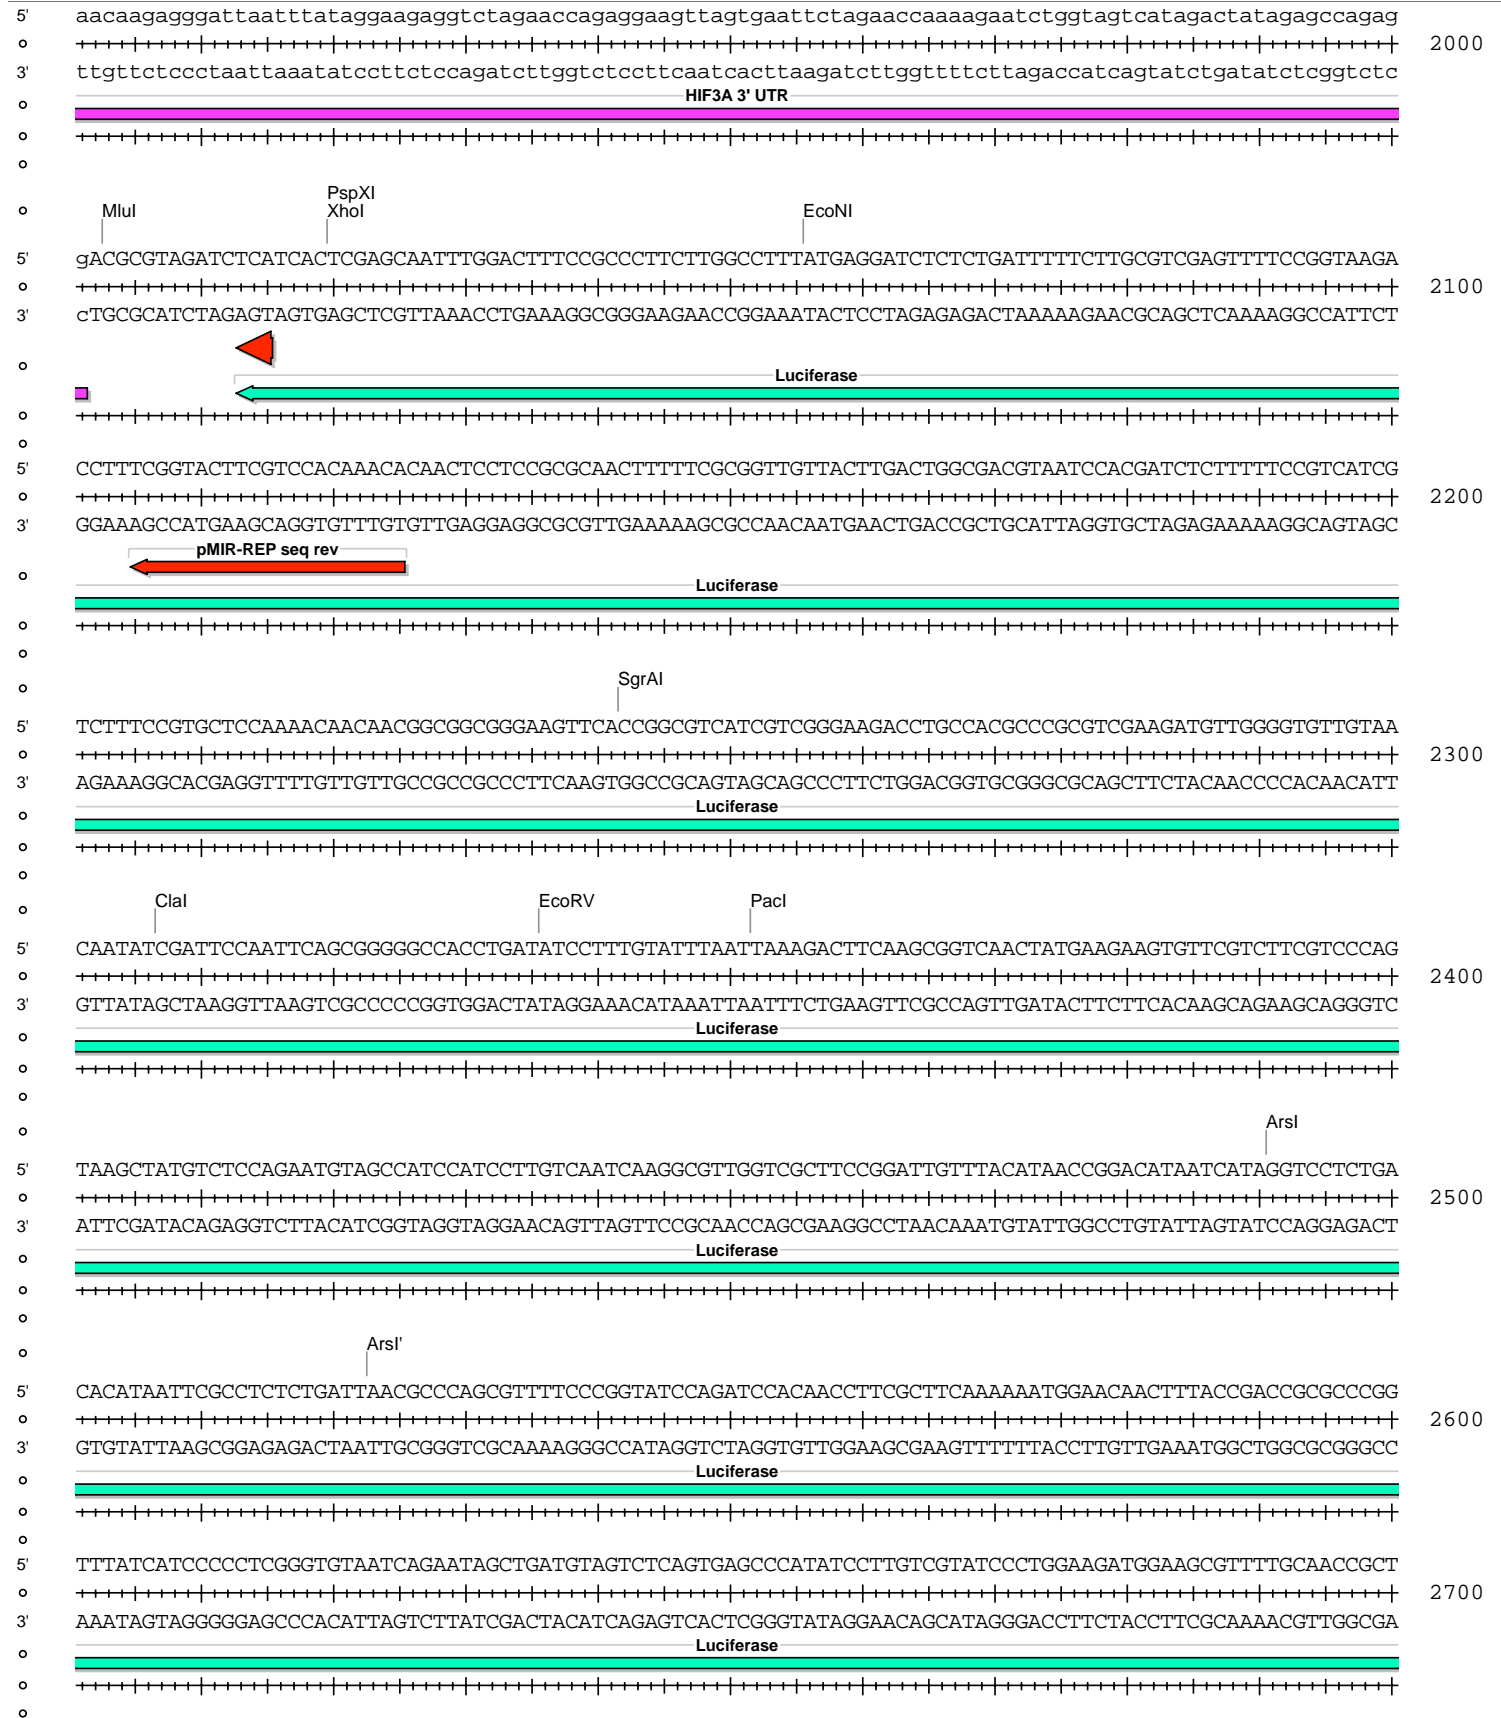 5' aacaagagggattaatttataggaagaggtctagaaccagaggaagttagtgaattctagaaccaaaagaatctggtagtcatagactatagagccagag
2000
3' ttgttctccctaattaaatatccttctccagatcttggtctccttcaatcacttaagatcttggttttcttagaccatcagtatctgatatctcggtctc
HIF3A 3' UTR
PspXI
MluI XhoI EcoNI
5' gACGCGTAGATCTCATCACTCGAGCAATTTGGACTTTCCGCCCTTCTTGGCCTTTATGAGGATCTCTCTGATTTTTCTTGCGTCGAGTTTTCCGGTAAGA
2100
3' cTGCGCATCTAGAGTAGTGAGCTCGTTAAACCTGAAAGGCGGGAAGAACCGGAAATACTCCTAGAGAGACTAAAAAGAACGCAGCTCAAAAGGCCATTCT
Luciferase
5' CCTTTCGGTACTTCGTCCACAAACACAACTCCTCCGCGCAACTTTTTCGCGGTTGTTACTTGACTGGCGACGTAATCCACGATCTCTTTTTCCGTCATCG
2200
3' GGAAAGCCATGAAGCAGGTGTTTGTGTTGAGGAGGCGCGTTGAAAAAGCGCCAACAATGAACTGACCGCTGCATTAGGTGCTAGAGAAAAAGGCAGTAGC
pMIR-REP seq rev
Luciferase
SgrAI
5' TCTTTCCGTGCTCCAAAACAACAACGGCGGCGGGAAGTTCACCGGCGTCATCGTCGGGAAGACCTGCCACGCCCGCGTCGAAGATGTTGGGGTGTTGTAA
2300
3' AGAAAGGCACGAGGTTTTGTTGTTGCCGCCGCCCTTCAAGTGGCCGCAGTAGCAGCCCTTCTGGACGGTGCGGGCGCAGCTTCTACAACCCCACAACATT
Luciferase
ClaI EcoRV PacI
5' CAATATCGATTCCAATTCAGCGGGGGCCACCTGATATCCTTTGTATTTAATTAAAGACTTCAAGCGGTCAACTATGAAGAAGTGTTCGTCTTCGTCCCAG
2400
3' GTTATAGCTAAGGTTAAGTCGCCCCCGGTGGACTATAGGAAACATAAATTAATTTCTGAAGTTCGCCAGTTGATACTTCTTCACAAGCAGAAGCAGGGTC
Luciferase
ArsI
5' TAAGCTATGTCTCCAGAATGTAGCCATCCATCCTTGTCAATCAAGGCGTTGGTCGCTTCCGGATTGTTTACATAACCGGACATAATCATAGGTCCTCTGA
2500
3' ATTCGATACAGAGGTCTTACATCGGTAGGTAGGAACAGTTAGTTCCGCAACCAGCGAAGGCCTAACAAATGTATTGGCCTGTATTAGTATCCAGGAGACT
Luciferase
ArsI'
5' CACATAATTCGCCTCTCTGATTAACGCCCAGCGTTTTCCCGGTATCCAGATCCACAACCTTCGCTTCAAAAAATGGAACAACTTTACCGACCGCGCCCGG
2600
3' GTGTATTAAGCGGAGAGACTAATTGCGGGTCGCAAAAGGGCCATAGGTCTAGGTGTTGGAAGCGAAGTTTTTTACCTTGTTGAAATGGCTGGCGCGGGCC
Luciferase
5' TTTATCATCCCCCTCGGGTGTAATCAGAATAGCTGATGTAGTCTCAGTGAGCCCATATCCTTGTCGTATCCCTGGAAGATGGAAGCGTTTTGCAACCGCT
2700
3' AAATAGTAGGGGGAGCCCACATTAGTCTTATCGACTACATCAGAGTCACTCGGGTATAGGAACAGCATAGGGACCTTCTACCTTCGCAAAACGTTGGCGA
Luciferase